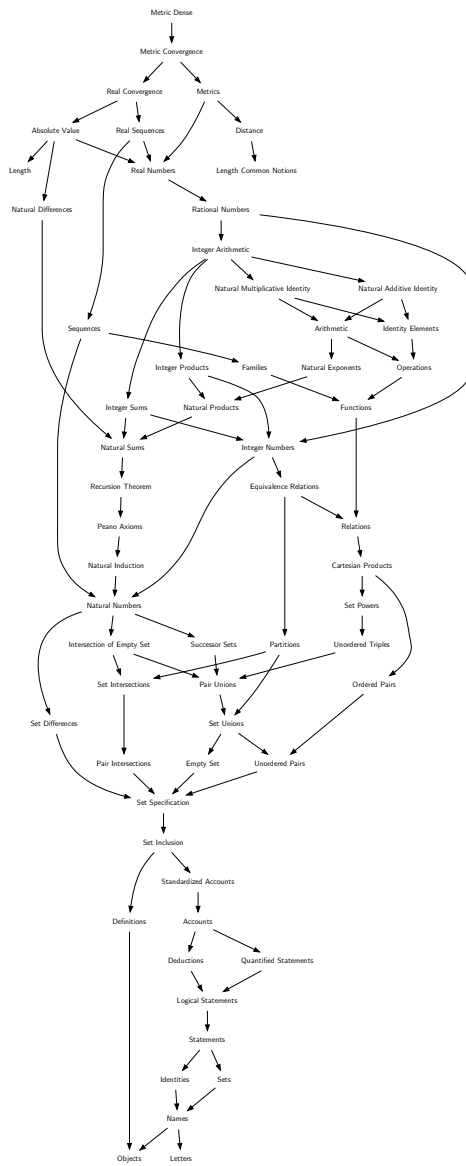 Metric Dense
Metric Convergence
Real Convergence Metrics
Absolute Value Real Sequences Distance
Length Real Numbers Length Common Notions
Natural Differences Rational Numbers
Integer Arithmetic
Natural Multiplicative Identity Natural Additive Identity
Sequences Arithmetic Identity Elements
Integer Products Families Natural Exponents Operations
Integer Sums Natural Products Functions
Natural Sums Integer Numbers
Recursion Theorem Equivalence Relations
Peano Axioms Relations
Natural Induction Cartesian Products
Natural Numbers Set Powers
Intersection of Empty Set Successor Sets Partitions Unordered Triples
Set Intersections Pair Unions Ordered Pairs
Set Differences Set Unions
Pair Intersections Empty Set Unordered Pairs
Set Specification
Set Inclusion
Standardized Accounts
Definitions Accounts
Deductions Quantified Statements
Logical Statements
Statements
Identities Sets
Names
Objects Letters